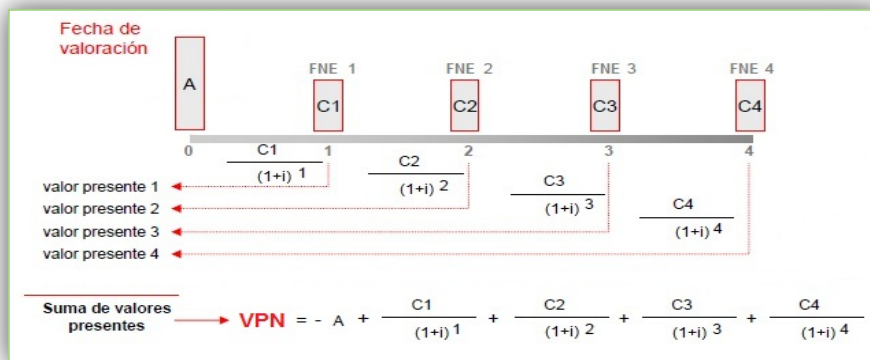 Fecha de
valoración
FNE 1 FNE 2 FNE 3 FNE 4
A
C1 C2 C3 C4
0 1 2 3 4
C1
(1+i) 1
C2
(1+i) 2
C3
(1+i) 3
C4
(1+i) 4
valor presente 1
valor presente 2
valor presente 3
valor presente 4
Suma de valores
presentes
VPN = - A + C1 + C2 + C3 + C4
(1+i) 1 (1+i) 2 (1+i) 3 (1+i) 4